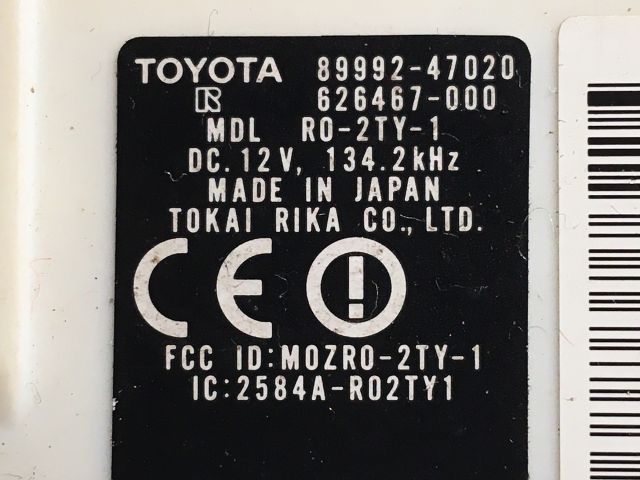 TOYOTA 89992-47020
R 626467-000
MDL RO-2TY-1
DC.12V, 134.2kHz
MADE IN JAPAN
TOKAI RIKA CO., LTD.
CE
FCC ID:MOZRO-2TY-1
IC:2584A-RO2TY1